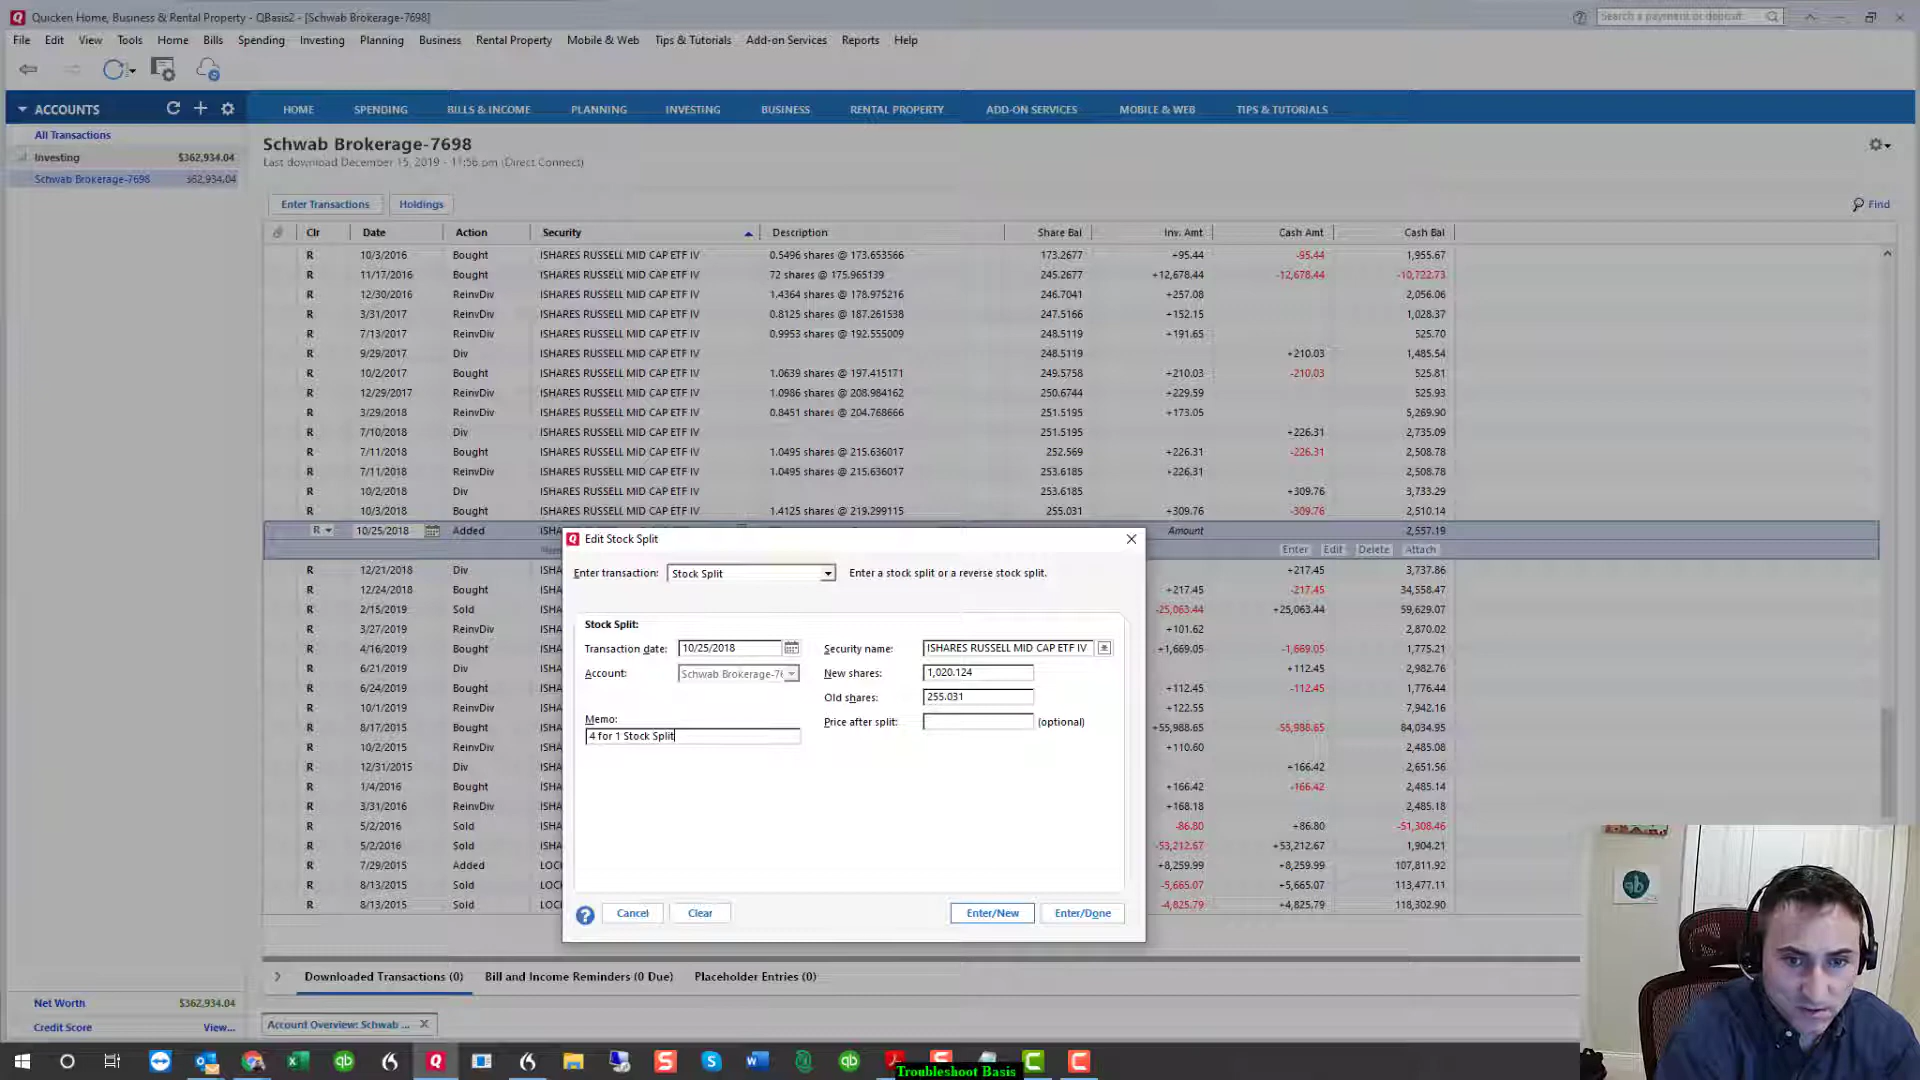 Quicken Home, Business & Rental Property - QBasis2 - [Schwab Brokerage-7698]
Search a payment or deposit
File Edit View Tools Home Bills Spending Investing Planning Business Rental Property Mobile & Web Tips & Tutorials Add-on Services Reports Help
ACCOUNTS
HOME SPENDING BILLS & INCOME PLANNING INVESTING BUSINESS RENTAL PROPERTY ADD-ON SERVICES MOBILE & WEB TIPS & TUTORIALS
All Transactions
Investing $362,934.04
Schwab Brokerage-7698 $62,934.04
Schwab Brokerage-7698
Last download December 15, 2019 - 11:56 pm (Direct Connect)
Enter Transactions Holdings Find
Clr Date Action Security Description Share Bal Inv. Amt Cash Amt Cash Bal
R 10/3/2016 Bought ISHARES RUSSELL MID CAP ETF IV 0.5496 shares @ 173.653566 173.2677 +95.44 -95.44 1,955.67
R 11/17/2016 Bought ISHARES RUSSELL MID CAP ETF IV 72 shares @ 175.965139 245.2677 +12,678.44 -12,678.44 -10,722.73
R 12/30/2016 ReinvDiv ISHARES RUSSELL MID CAP ETF IV 1.4364 shares @ 178.975216 246.7041 +257.08 2,056.06
R 3/31/2017 ReinvDiv ISHARES RUSSELL MID CAP ETF IV 0.8125 shares @ 187.261538 247.5166 +152.15 1,028.37
R 7/13/2017 ReinvDiv ISHARES RUSSELL MID CAP ETF IV 0.9953 shares @ 192.555009 248.5119 +191.65 525.70
R 9/29/2017 Div ISHARES RUSSELL MID CAP ETF IV 248.5119 +210.03 1,485.54
R 10/2/2017 Bought ISHARES RUSSELL MID CAP ETF IV 1.0639 shares @ 197.415171 249.5758 +210.03 -210.03 525.81
R 12/29/2017 ReinvDiv ISHARES RUSSELL MID CAP ETF IV 1.0986 shares @ 208.984162 250.6744 +229.59 525.93
R 3/29/2018 ReinvDiv ISHARES RUSSELL MID CAP ETF IV 0.8451 shares @ 204.768666 251.5195 +173.05 5,269.90
R 7/10/2018 Div ISHARES RUSSELL MID CAP ETF IV 251.5195 +226.31 2,735.09
R 7/11/2018 Bought ISHARES RUSSELL MID CAP ETF IV 1.0495 shares @ 215.636017 252.569 +226.31 -226.31 2,508.78
R 7/11/2018 ReinvDiv ISHARES RUSSELL MID CAP ETF IV 1.0495 shares @ 215.636017 253.6185 +226.31 2,508.78
R 10/2/2018 Div ISHARES RUSSELL MID CAP ETF IV 253.6185 +309.76 3,733.29
R 10/3/2018 Bought ISHARES RUSSELL MID CAP ETF IV 1.4125 shares @ 219.299115 255.031 +309.76 -309.76 2,510.14
R 10/25/2018 Added ISHA Amount 2,557.19
Enter Edit Delete Attach
R 12/21/2018 Div ISHA +217.45 3,737.86
R 12/24/2018 Bought ISHA +217.45 -217.45 34,558.47
R 2/15/2019 Sold ISHA -25,063.44 +25,063.44 59,629.07
R 3/27/2019 ReinvDiv ISHA +101.62 2,870.02
R 4/16/2019 Bought ISHA +1,669.05 -1,669.05 1,775.21
R 6/21/2019 Div ISHA +112.45 2,982.76
R 6/24/2019 Bought ISHA +112.45 -112.45 1,776.44
R 10/1/2019 ReinvDiv ISHA +122.55 7,942.16
R 8/17/2015 Bought ISHA +55,988.65 -55,988.65 84,034.95
R 10/2/2015 ReinvDiv ISHA +110.60 2,485.08
R 12/31/2015 Div ISHA +166.42 2,651.56
R 1/4/2016 Bought ISHA +166.42 -166.42 2,485.14
R 3/31/2016 ReinvDiv ISHA +168.18 2,485.18
R 5/2/2016 Sold ISHA -86.80 +86.80 -51,308.46
R 5/2/2016 Sold ISHA -53,212.67 +53,212.67 1,904.21
R 7/29/2015 Added LOC +8,259.99 +8,259.99 107,811.92
R 8/13/2015 Sold LOC -5,665.07 +5,665.07 113,477.11
R 8/13/2015 Sold LOC -4,825.79 +4,825.79 118,302.90
Edit Stock Split
Enter transaction: Stock Split Enter a stock split or a reverse stock split.
Stock Split:
Transaction date: 10/25/2018 Security name: ISHARES RUSSELL MID CAP ETF IV
Account: Schwab Brokerage-76 New shares: 1,020.124
Old shares: 255.031
Memo: Price after split: (optional)
4 for 1 Stock Split
Cancel Clear Enter/New Enter/Done
Downloaded Transactions (0) Bill and Income Reminders (0 Due) Placeholder Entries (0)
Net Worth $362,934.04
Credit Score View...
Account Overview: Schwab ...
Troubleshoot Basis